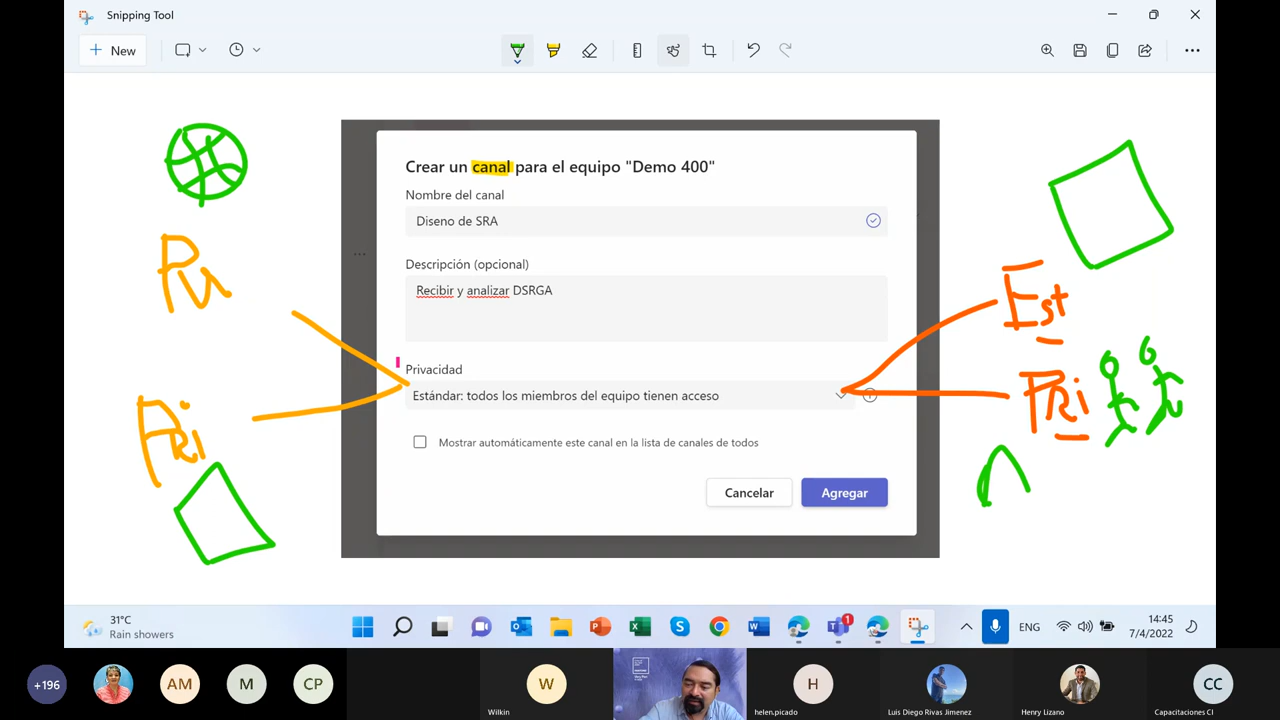 Snipping Tool
New
Crear un canal para el equipo "Demo 400"
Nombre del canal
Diseno de SRA
Descripción (opcional)
Recibir y analizar DSRGA
Privacidad
Estándar: todos los miembros del equipo tienen acceso
Mostrar automáticamente este canal en la lista de canales de todos
Cancelar
Agregar
Pu
Pri
Est
PRi
31°C
Rain showers
ENG
14:45
7/4/2022
1
+196
AM
M
CP
W
Wilkin
H
helen.picado
Luis Diego Rivas Jimenez
Henry Lizano
CC
Capacitaciones CI